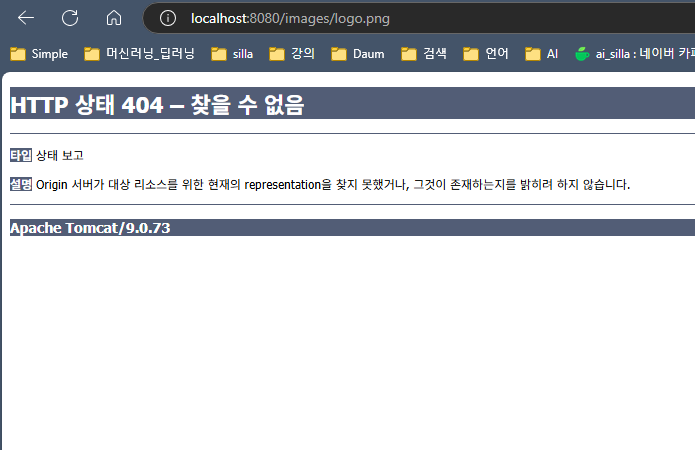 localhost:8080/images/logo.png
Simple 머신러닝_딥러닝 silla 강의 Daum 검색 언어 AI ai_silla : 네이버 카페
HTTP 상태 404 – 찾을 수 없음
타입 상태 보고
설명 Origin 서버가 대상 리소스를 위한 현재의 representation을 찾지 못했거나, 그것이 존재하는지를 밝히려 하지 않습니다.
Apache Tomcat/9.0.73